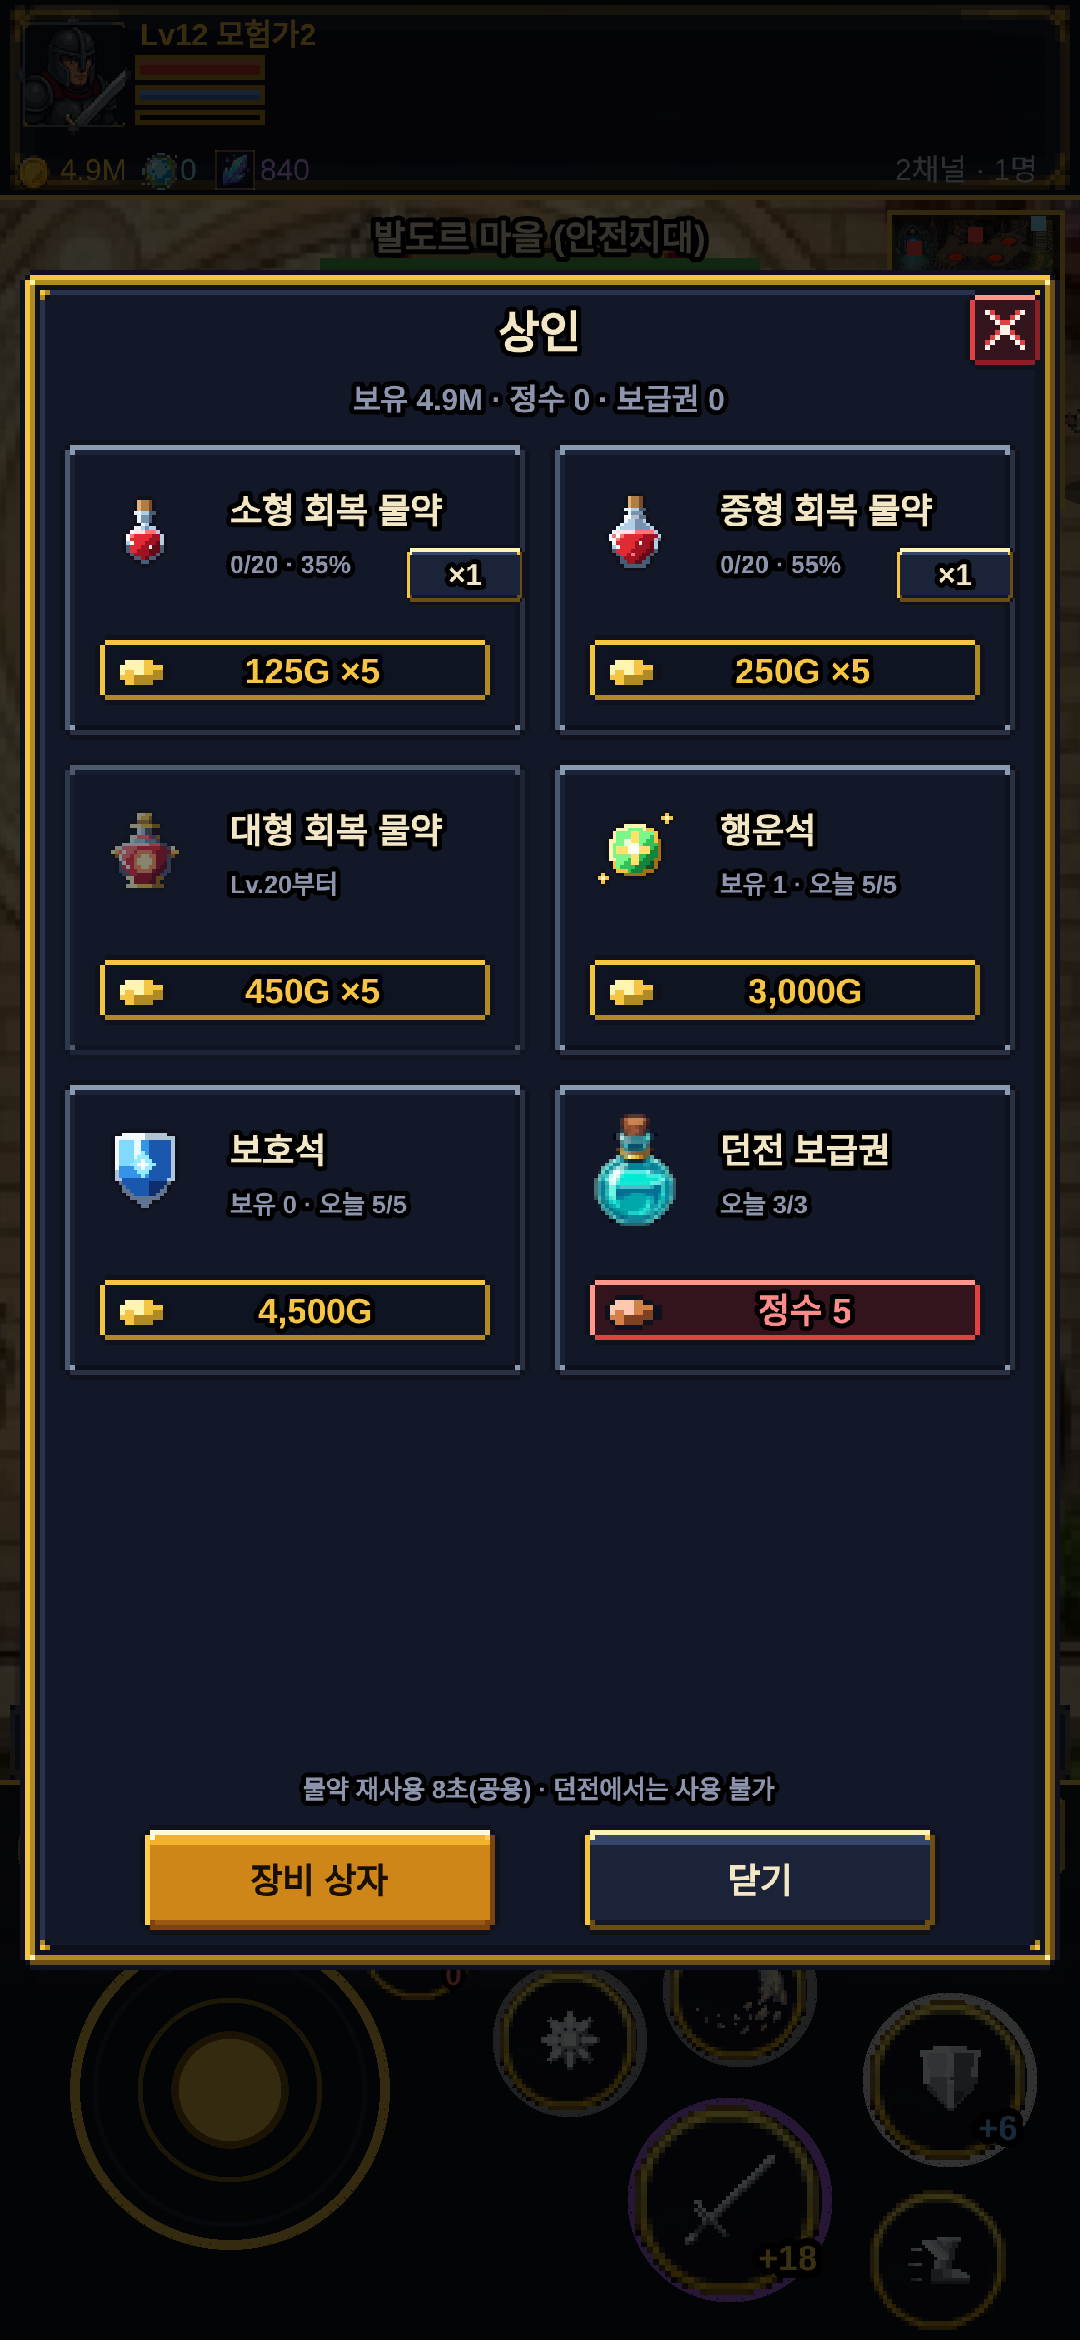 Lv12 모험가2
4.9M 0 840 2채널 · 1명
발도르 마을 (안전지대)
상인
보유 4.9M · 정수 0 · 보급권 0
소형 회복 물약
0/20 · 35%
×1
125G ×5
중형 회복 물약
0/20 · 55%
×1
250G ×5
대형 회복 물약
Lv.20부터
450G ×5
행운석
보유 1 · 오늘 5/5
3,000G
보호석
보유 0 · 오늘 5/5
4,500G
던전 보급권
오늘 3/3
정수 5
물약 재사용 8초(공용) · 던전에서는 사용 불가
장비 상자
닫기
0
+6
+18